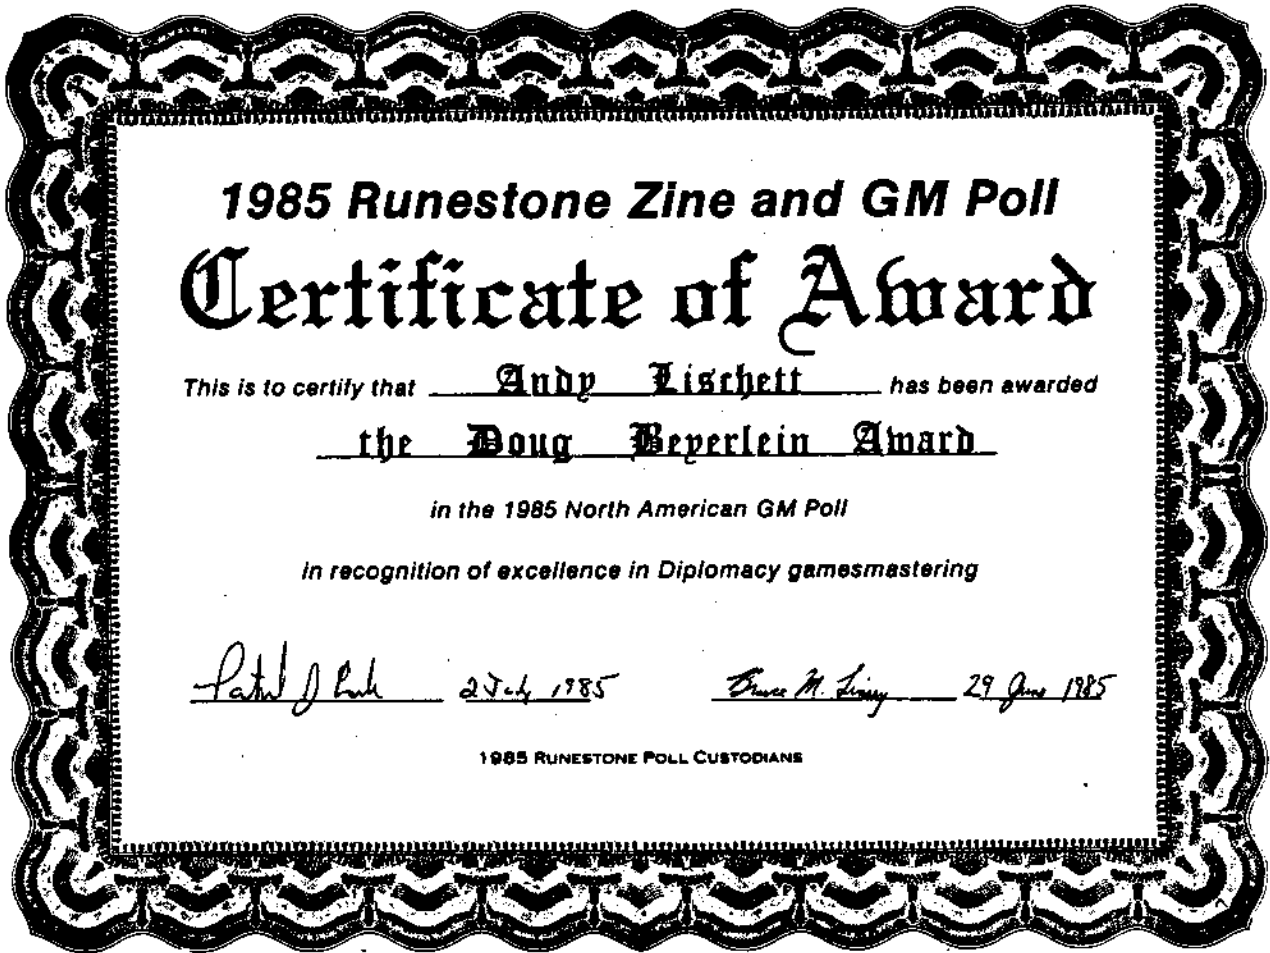 1985 Runestone Zine and GM Poll
Certificate of Award
This is to certify that Andy Lischett has been awarded
the Doug Beyerlein Award
in the 1985 North American GM Poll
in recognition of excellence in Diplomacy gamesmastering
2 July 1985 Bruce M. Linsey 29 June 1985
1985 RUNESTONE POLL CUSTODIANS